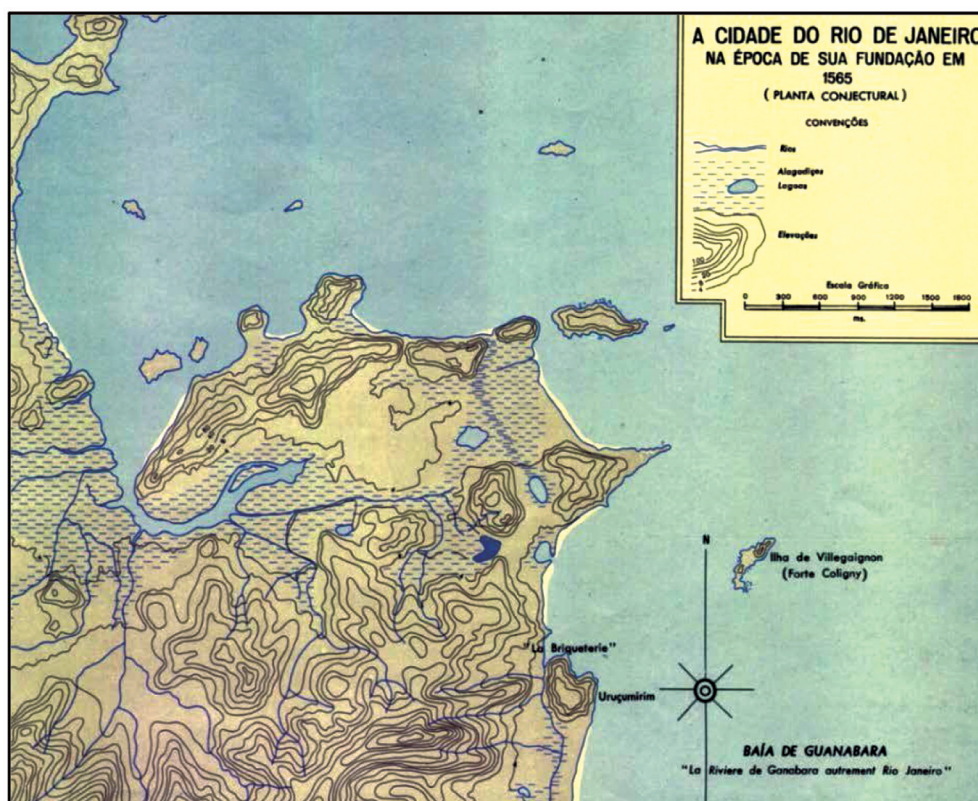 A CIDADE DO RIO DE JANEIRO
NA ÉPOCA DE SUA FUNDAÇÃO EM
1565
( PLANTA CONJECTURAL )
CONVENÇÕES
Rios
Alagadiços
Lagoas
Elevações
Escala Gráfica
0 300 600 900 1200 1500 1800
ms.
N
Ilha de Villegaignon
(Forte Coligny)
"La Briqueterie"
Uruçumirim
BAÍA DE GUANABARA
"La Riviere de Ganabara autrement Rio Janeiro"